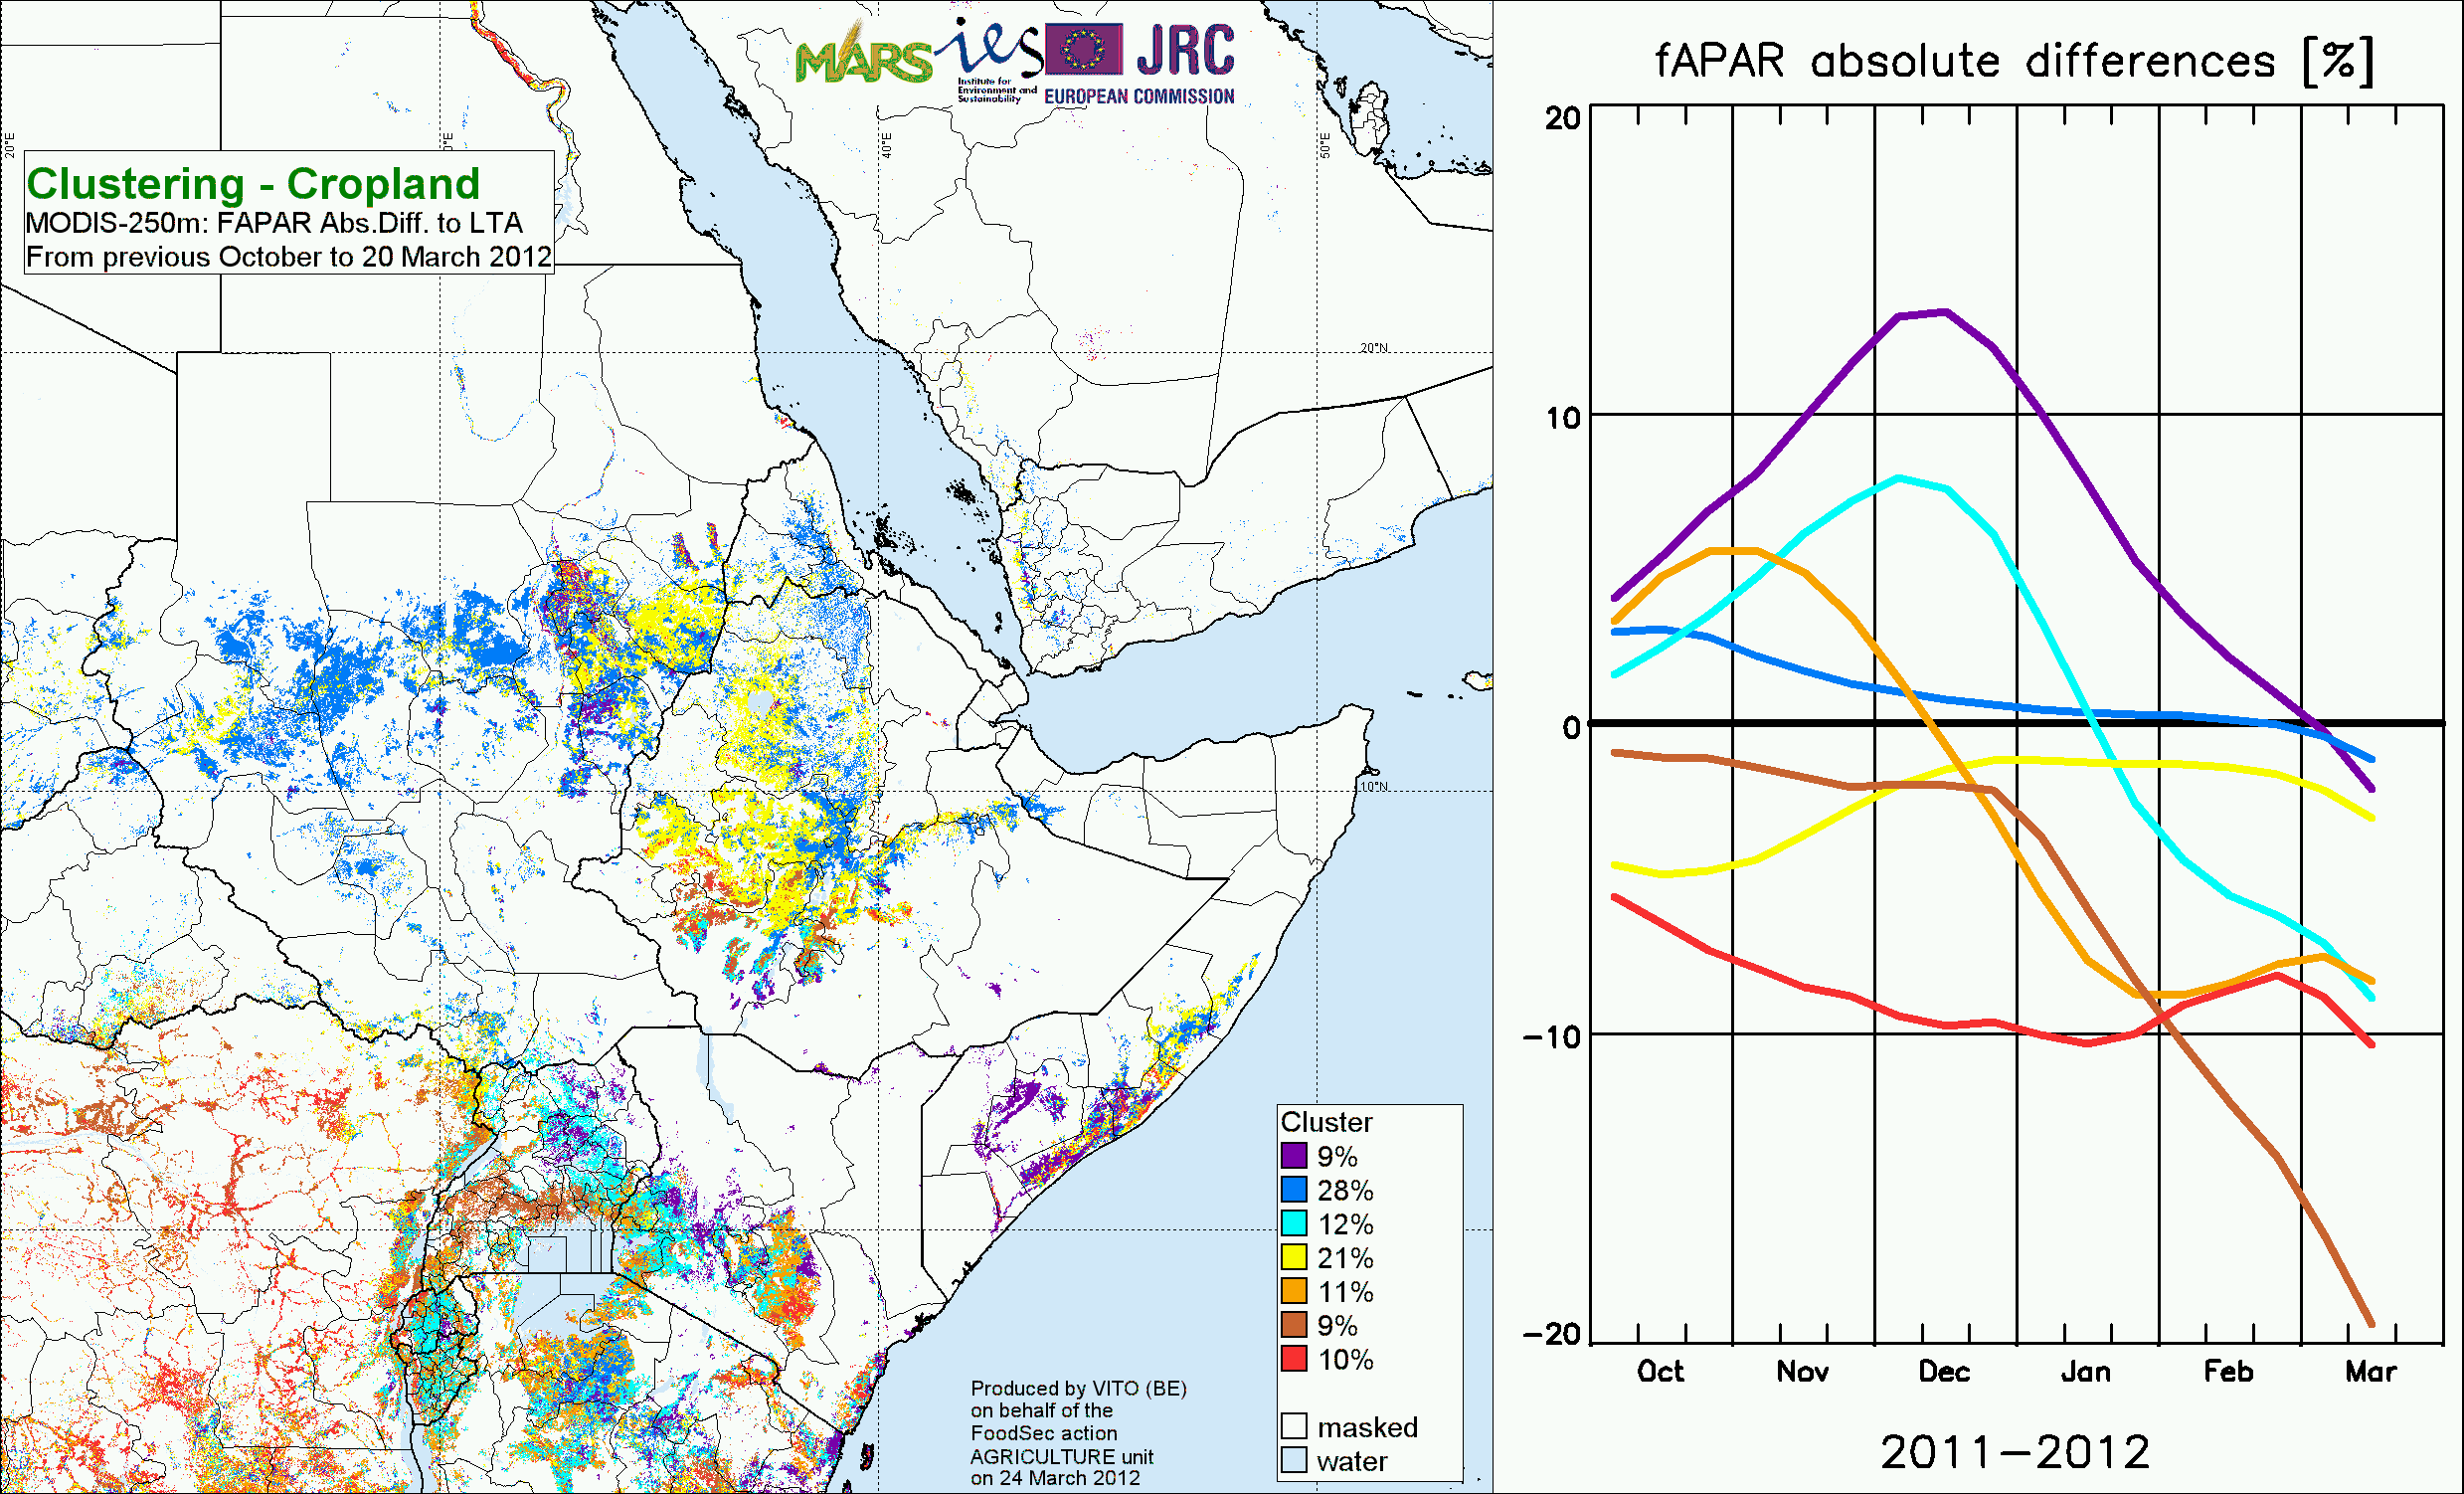 MARS
ies
Institute for
Environment and
Sustainability
JRC
EUROPEAN COMMISSION
20°E
40°E
50°E
Clustering - Cropland
MODIS-250m: FAPAR Abs.Diff. to LTA
From previous October to 20 March 2012
20°N
10°N
Cluster
9%
28%
12%
21%
11%
9%
10%
masked
water
Produced by VITO (BE)
on behalf of the
FoodSec action
AGRICULTURE unit
on 24 March 2012
fAPAR absolute differences [%]
20
10
0
-10
-20
Oct Nov Dec Jan Feb Mar
2011-2012